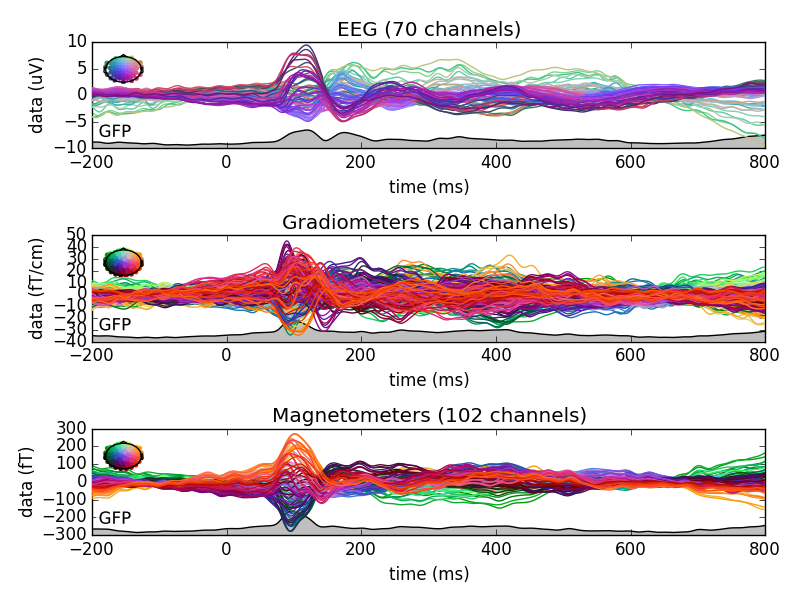 EEG (70 channels)
data (uV)
10
5
0
−5
−10
GFP
−200 0 200 400 600 800
time (ms)
Gradiometers (204 channels)
data (fT/cm)
50
40
30
20
10
0
−10
−20
−30
−40
GFP
−200 0 200 400 600 800
time (ms)
Magnetometers (102 channels)
data (fT)
300
200
100
0
−100
−200
−300
GFP
−200 0 200 400 600 800
time (ms)